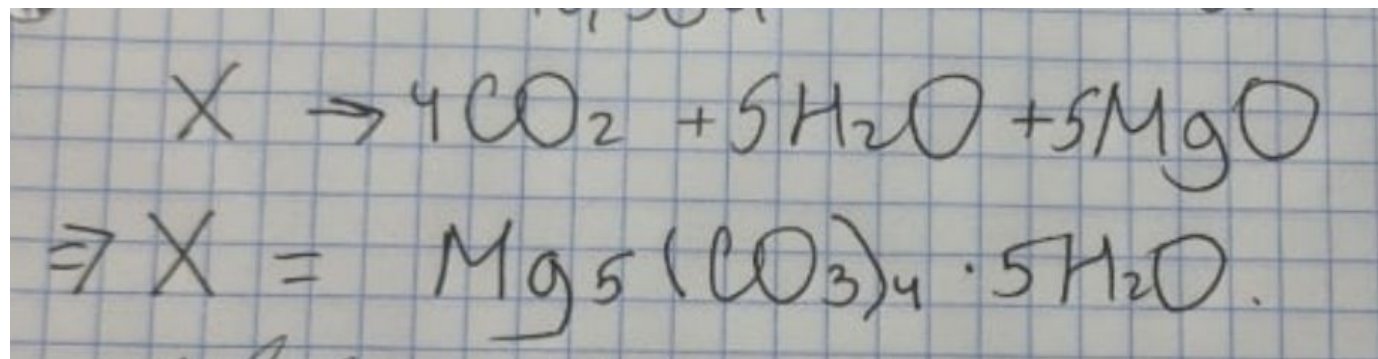 X → 4CO₂ + 5H₂O + 5MgO
⇒ X = Mg₅(CO₃)₄ · 5H₂O.